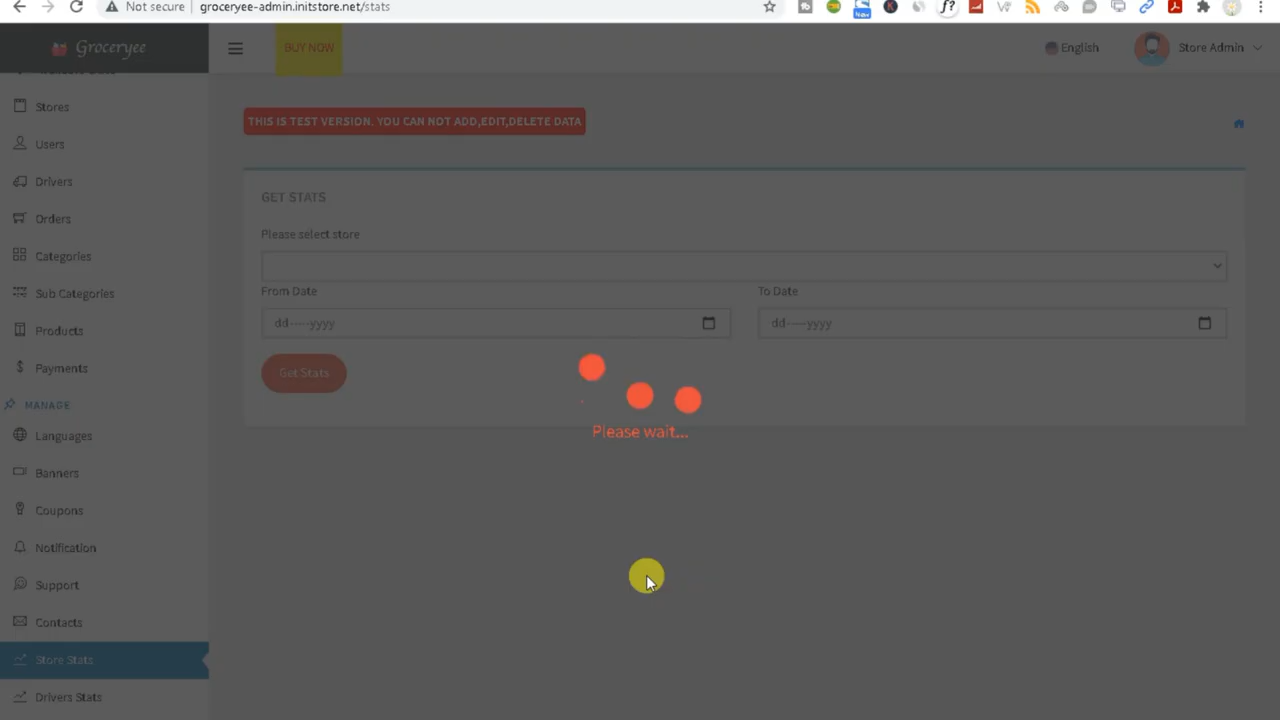 Not secure
groceryee-admin.initstore.net/stats
f?
New
Groceryee
BUY NOW
English
Store Admin
Stores
Users
Drivers
Orders
Categories
Sub Categories
Products
Payments
MANAGE
Languages
Banners
Coupons
Notification
Support
Contacts
Store Stats
Drivers Stats
THIS IS TEST VERSION. YOU CAN NOT ADD,EDIT,DELETE DATA
GET STATS
Please select store
From Date
To Date
dd-----yyyy
dd-----yyyy
Get Stats
Please wait...